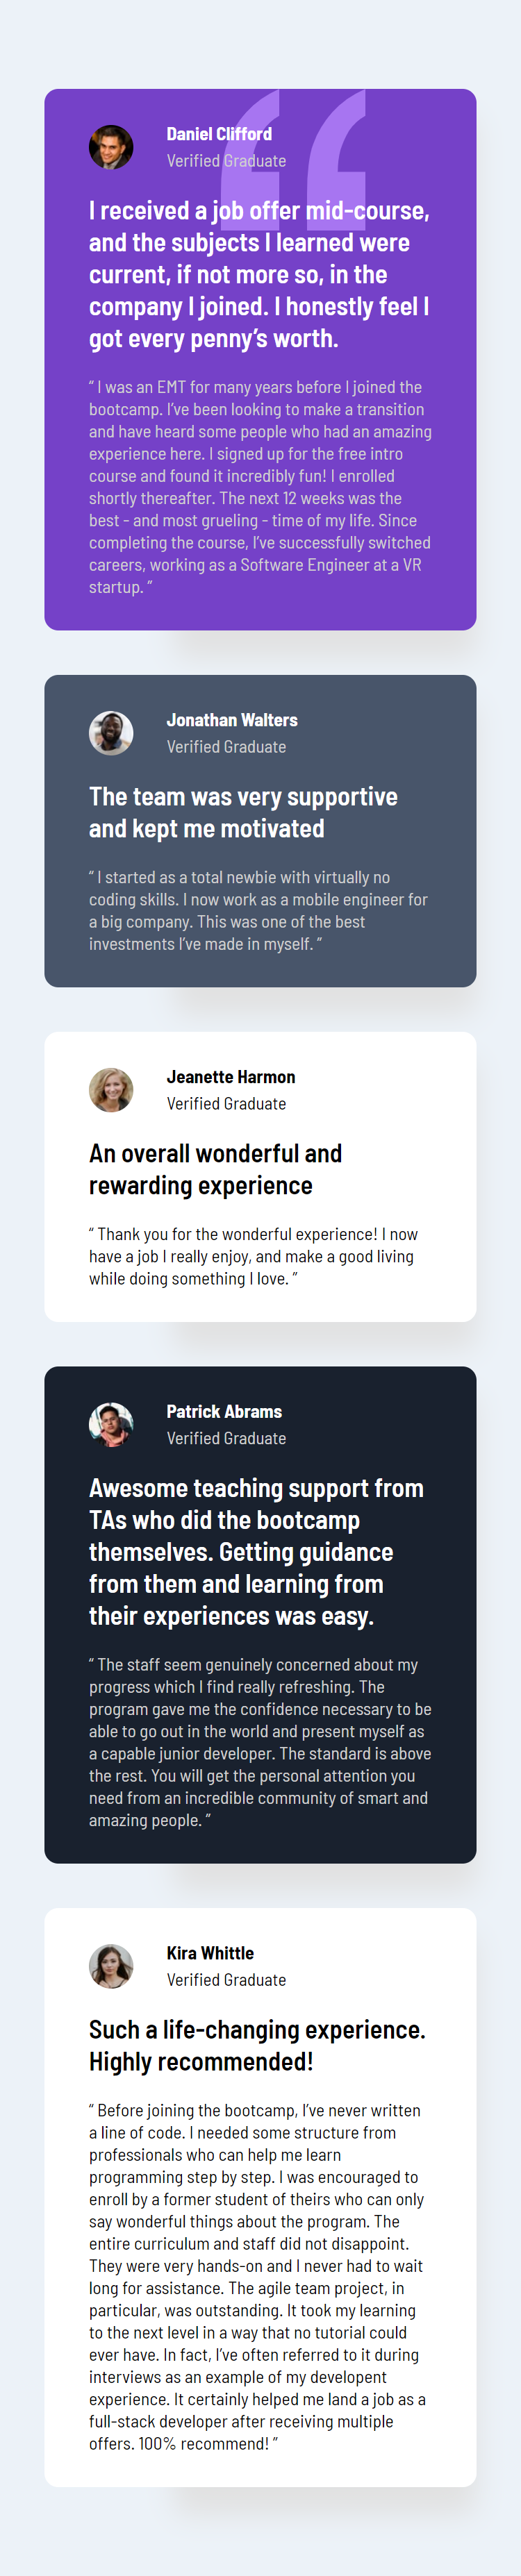 Daniel Clifford
Verified Graduate
I received a job offer mid-course,
and the subjects I learned were
current, if not more so, in the
company I joined. I honestly feel I
got every penny’s worth.
“ I was an EMT for many years before I joined the
bootcamp. I’ve been looking to make a transition
and have heard some people who had an amazing
experience here. I signed up for the free intro
course and found it incredibly fun! I enrolled
shortly thereafter. The next 12 weeks was the
best - and most grueling - time of my life. Since
completing the course, I’ve successfully switched
careers, working as a Software Engineer at a VR
startup. ”
Jonathan Walters
Verified Graduate
The team was very supportive
and kept me motivated
“ I started as a total newbie with virtually no
coding skills. I now work as a mobile engineer for
a big company. This was one of the best
investments I’ve made in myself. ”
Jeanette Harmon
Verified Graduate
An overall wonderful and
rewarding experience
“ Thank you for the wonderful experience! I now
have a job I really enjoy, and make a good living
while doing something I love. ”
Patrick Abrams
Verified Graduate
Awesome teaching support from
TAs who did the bootcamp
themselves. Getting guidance
from them and learning from
their experiences was easy.
“ The staff seem genuinely concerned about my
progress which I find really refreshing. The
program gave me the confidence necessary to be
able to go out in the world and present myself as
a capable junior developer. The standard is above
the rest. You will get the personal attention you
need from an incredible community of smart and
amazing people. ”
Kira Whittle
Verified Graduate
Such a life-changing experience.
Highly recommended!
“ Before joining the bootcamp, I’ve never written
a line of code. I needed some structure from
professionals who can help me learn
programming step by step. I was encouraged to
enroll by a former student of theirs who can only
say wonderful things about the program. The
entire curriculum and staff did not disappoint.
They were very hands-on and I never had to wait
long for assistance. The agile team project, in
particular, was outstanding. It took my learning
to the next level in a way that no tutorial could
ever have. In fact, I’ve often referred to it during
interviews as an example of my developent
experience. It certainly helped me land a job as a
full-stack developer after receiving multiple
offers. 100% recommend! ”